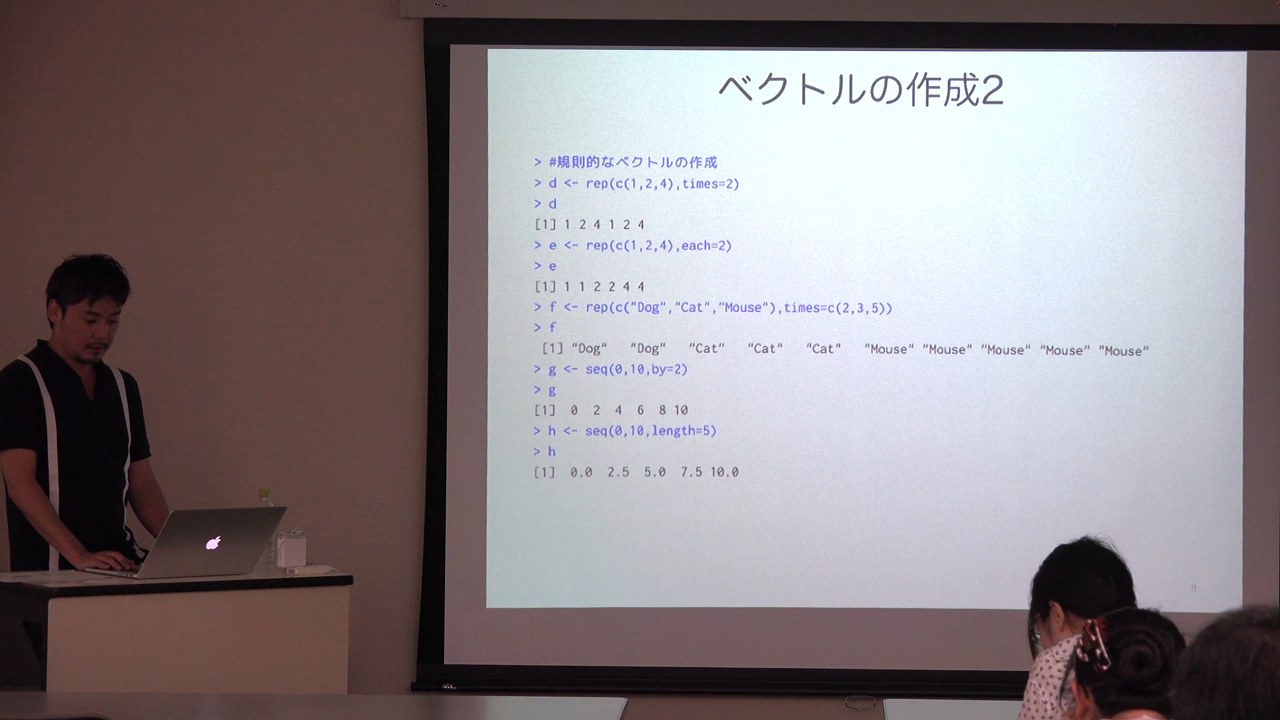 ベクトルの作成2
> #規則的なベクトルの作成
> d <- rep(c(1,2,4),times=2)
> d
[1] 1 2 4 1 2 4
> e <- rep(c(1,2,4),each=2)
> e
[1] 1 1 2 2 4 4
> f <- rep(c("Dog","Cat","Mouse"),times=c(2,3,5))
> f
[1] "Dog" "Dog" "Cat" "Cat" "Cat" "Mouse" "Mouse" "Mouse" "Mouse" "Mouse"
> g <- seq(0,10,by=2)
> g
[1] 0 2 4 6 8 10
> h <- seq(0,10,length=5)
> h
[1] 0.0 2.5 5.0 7.5 10.0
9